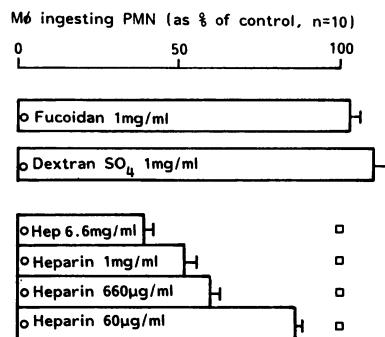 Mø ingesting PMN (as % of control, n=10)
0 50 100
Fucoidan 1mg/ml
Dextran SO₄ 1mg/ml
Hep 6.6mg/ml
Heparin 1mg/ml
Heparin 660µg/ml
Heparin 60µg/ml